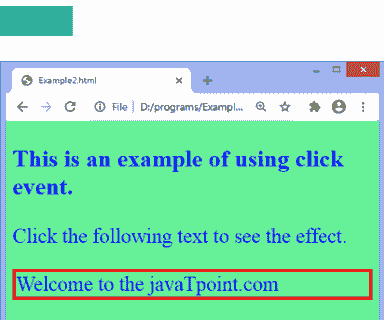 Example2.html
File
D:/programs/Exampl...
This is an example of using click
event.
Click the following text to see the effect.
Welcome to the javaTpoint.com